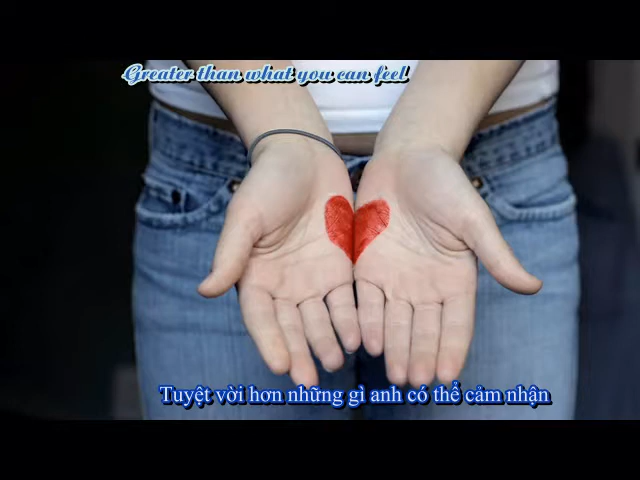 Greater than what you can feel
Tuyệt vời hơn những gì anh có thể cảm nhận